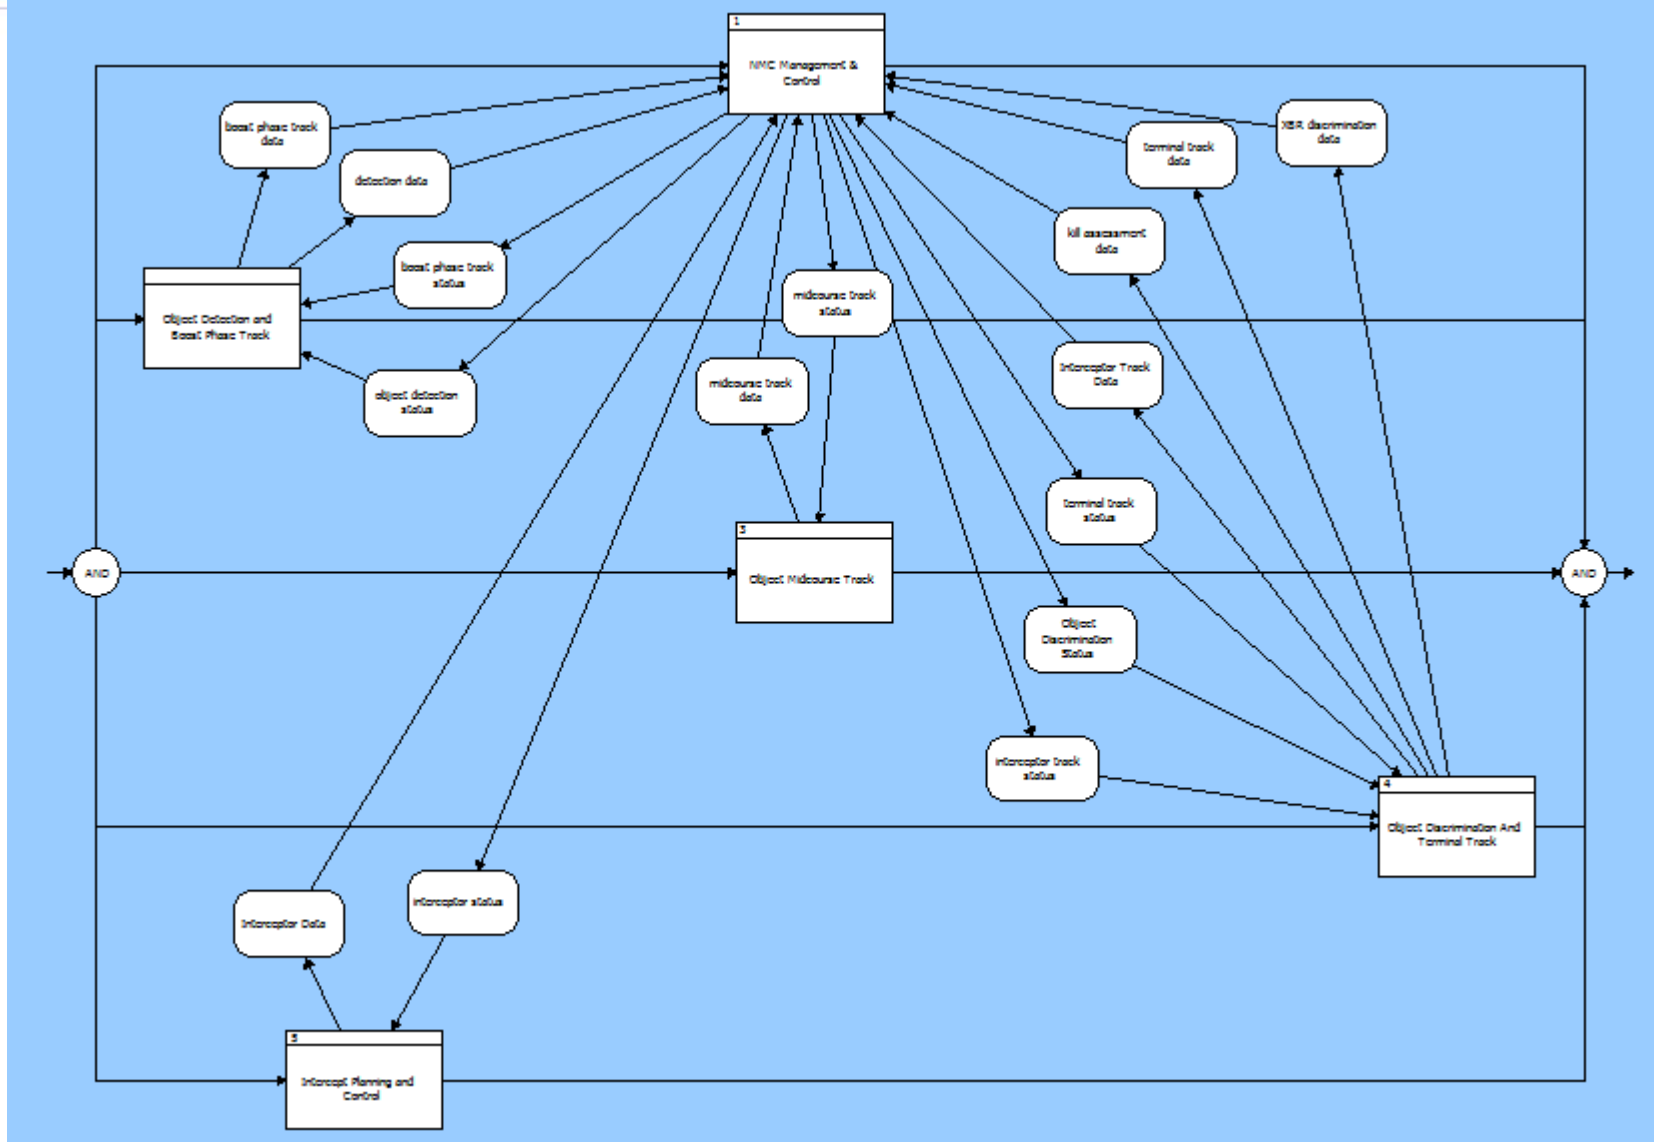 1
NMC Management &
Control
boost phase track
data
XBR discrimination
data
terminal track
data
detection data
kill assessment
data
boost phase track
status
midcourse track
status
Object Detection and
Boost Phase Track
Interceptor Track
Data
midcourse track
data
object detection
status
terminal track
status
3
Object Midcourse Track
AND
AND
Object
Discrimination
Status
interceptor track
status
4
Object Discrimination And
Terminal Track
interceptor status
Interceptor Data
5
Intercept Planning and
Control